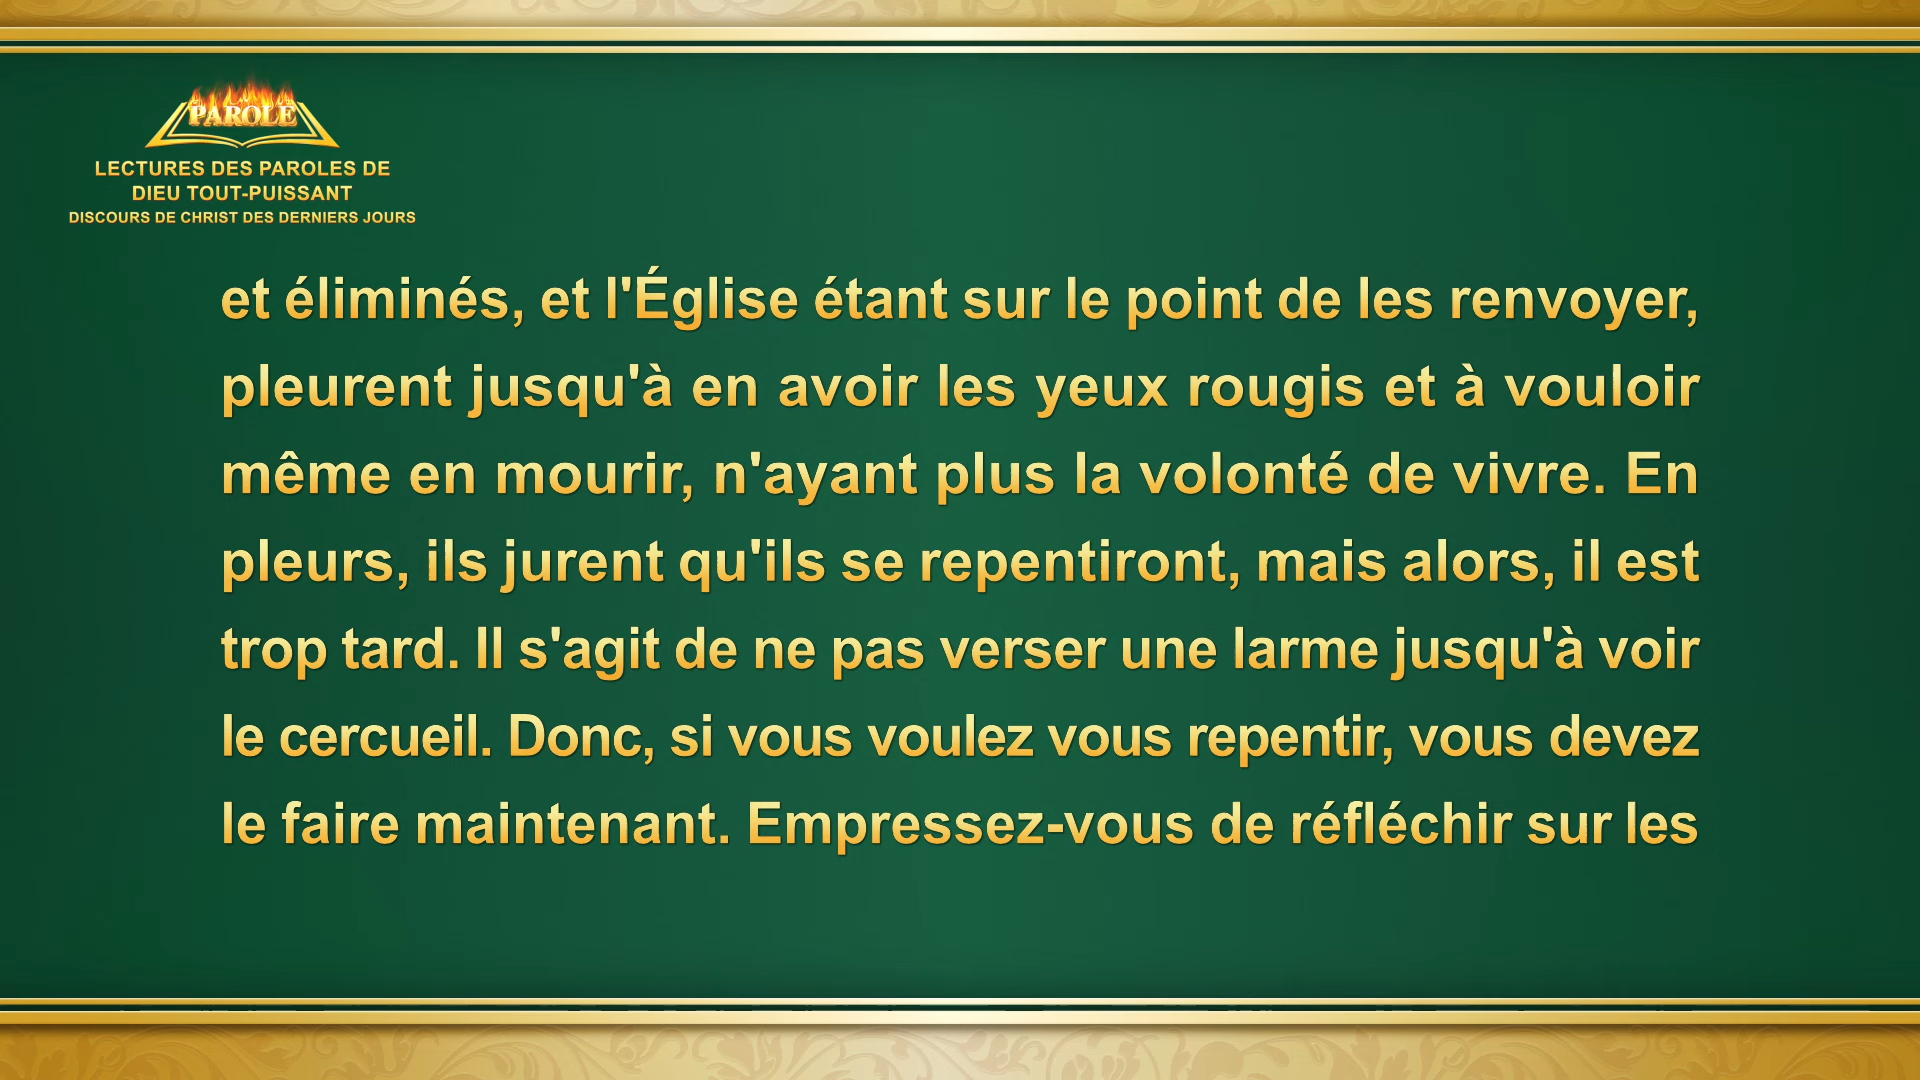 PAROLE
LECTURES DES PAROLES DE
DIEU TOUT-PUISSANT
DISCOURS DE CHRIST DES DERNIERS JOURS
et éliminés, et l'Église étant sur le point de les renvoyer,
pleurent jusqu'à en avoir les yeux rougis et à vouloir
même en mourir, n'ayant plus la volonté de vivre. En
pleurs, ils jurent qu'ils se repentiront, mais alors, il est
trop tard. Il s'agit de ne pas verser une larme jusqu'à voir
le cercueil. Donc, si vous voulez vous repentir, vous devez
le faire maintenant. Empressez-vous de réfléchir sur les